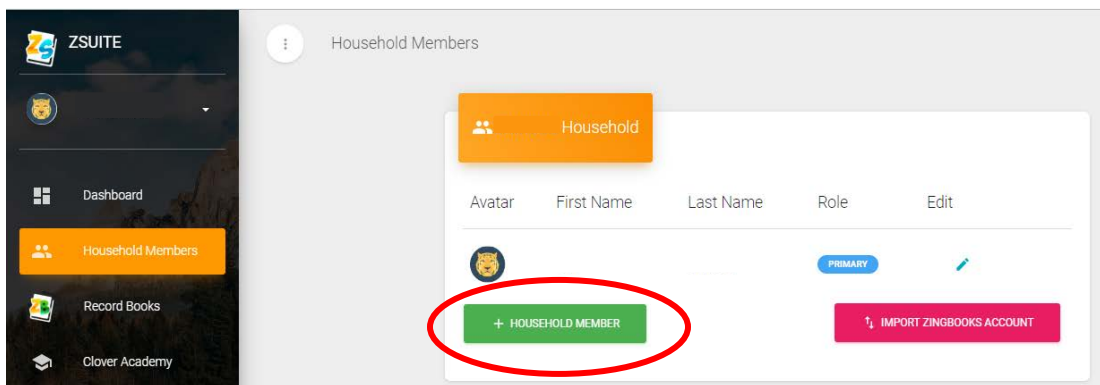 ZSUITE
Dashboard
Household Members
Record Books
Clover Academy
Household Members
Household
Avatar First Name Last Name Role Edit
PRIMARY
+ HOUSEHOLD MEMBER
IMPORT ZINGBOOKS ACCOUNT